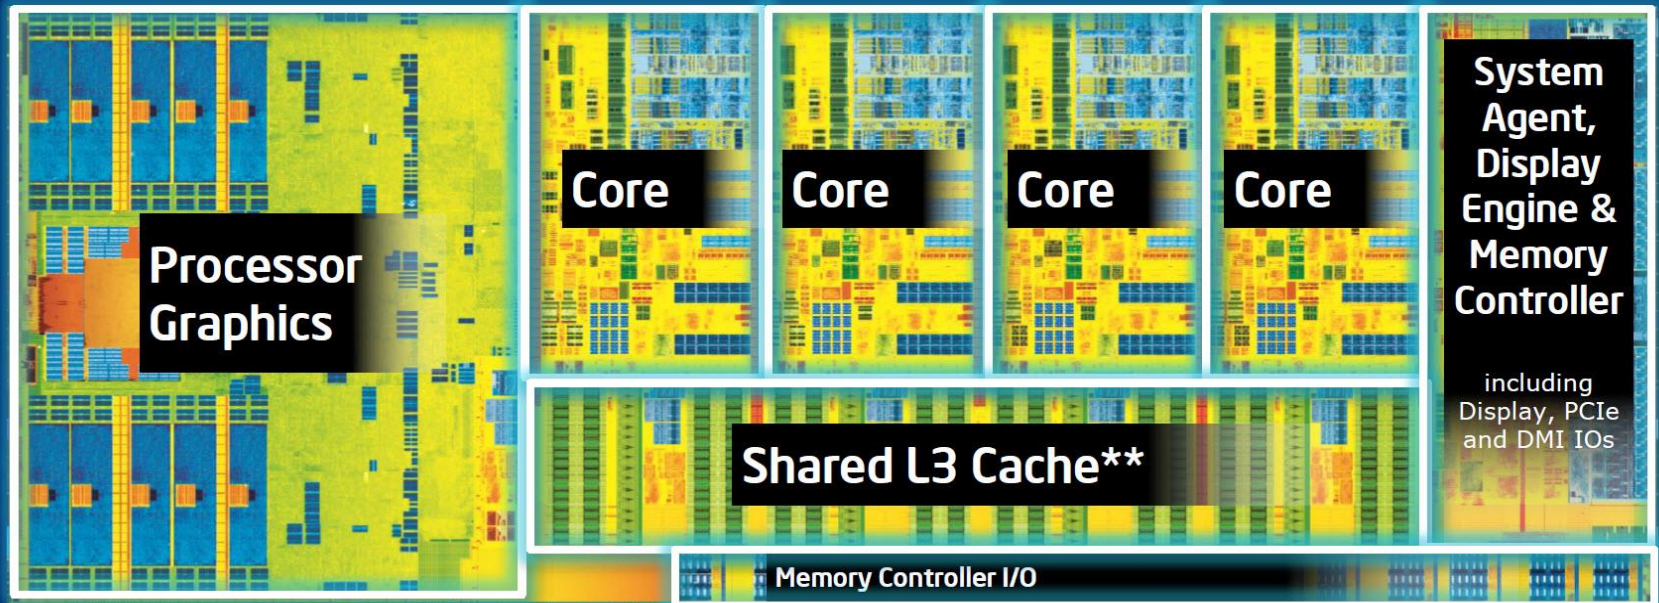 Processor
Graphics
Core
Core
Core
Core
System
Agent,
Display
Engine &
Memory
Controller
including
Display, PCIe
and DMI IOs
Shared L3 Cache**
Memory Controller I/O